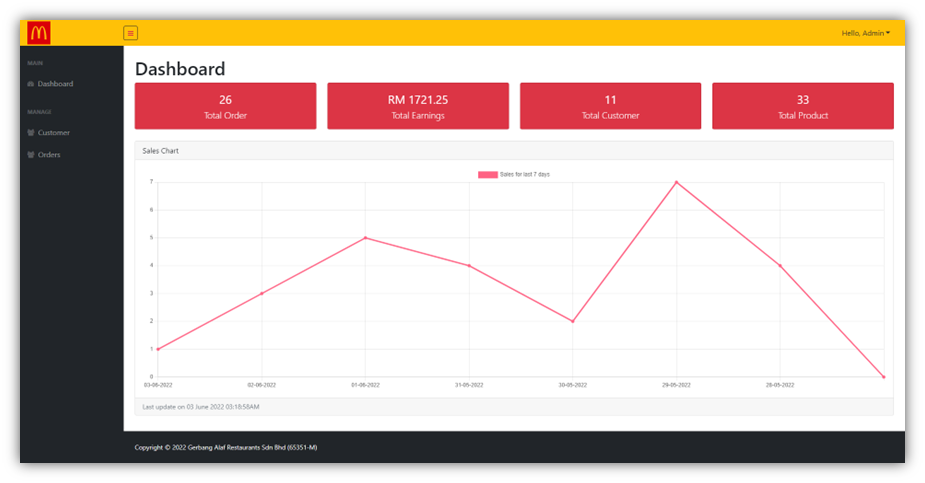 Hello, Admin
MAIN
Dashboard
MANAGE
Customer
Orders
Dashboard
26
Total Order
RM 1721.25
Total Earnings
11
Total Customer
33
Total Product
Sales Chart
Sales for last 7 days
7
6
5
4
3
2
1
0
03-06-2022
02-06-2022
01-06-2022
31-05-2022
30-05-2022
29-05-2022
28-05-2022
Last update on 03 June 2022 03:18:58AM
Copyright © 2022 Gerbang Alaf Restaurants Sdn Bhd (65351-M)